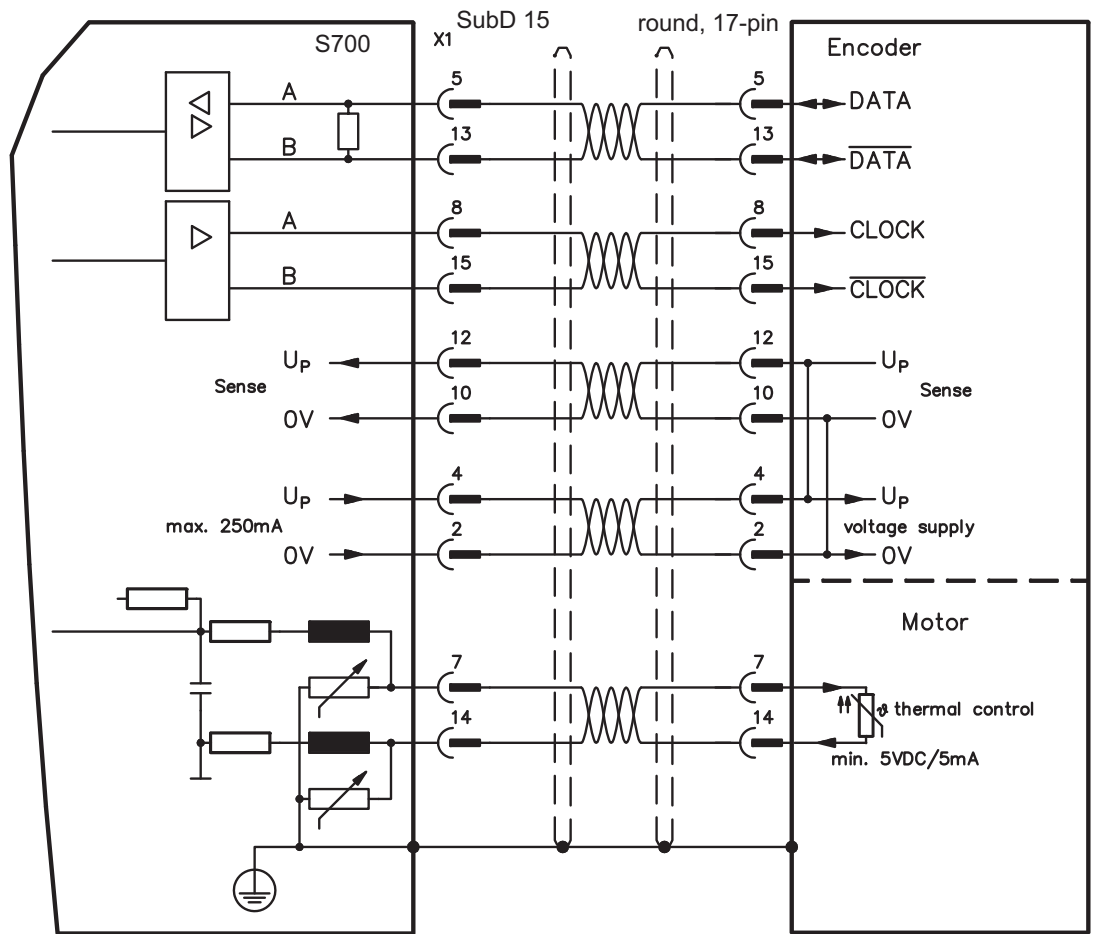 SubD 15
round, 17-pin
S700
X1
Encoder
A
5
5
DATA
B
13
13
DATA
A
8
8
CLOCK
B
15
15
CLOCK
UP
12
12
UP
Sense
Sense
0V
10
10
0V
UP
4
4
UP
max. 250mA
voltage supply
0V
2
2
0V
Motor
7
7
ϑ thermal control
14
14
min. 5VDC/5mA